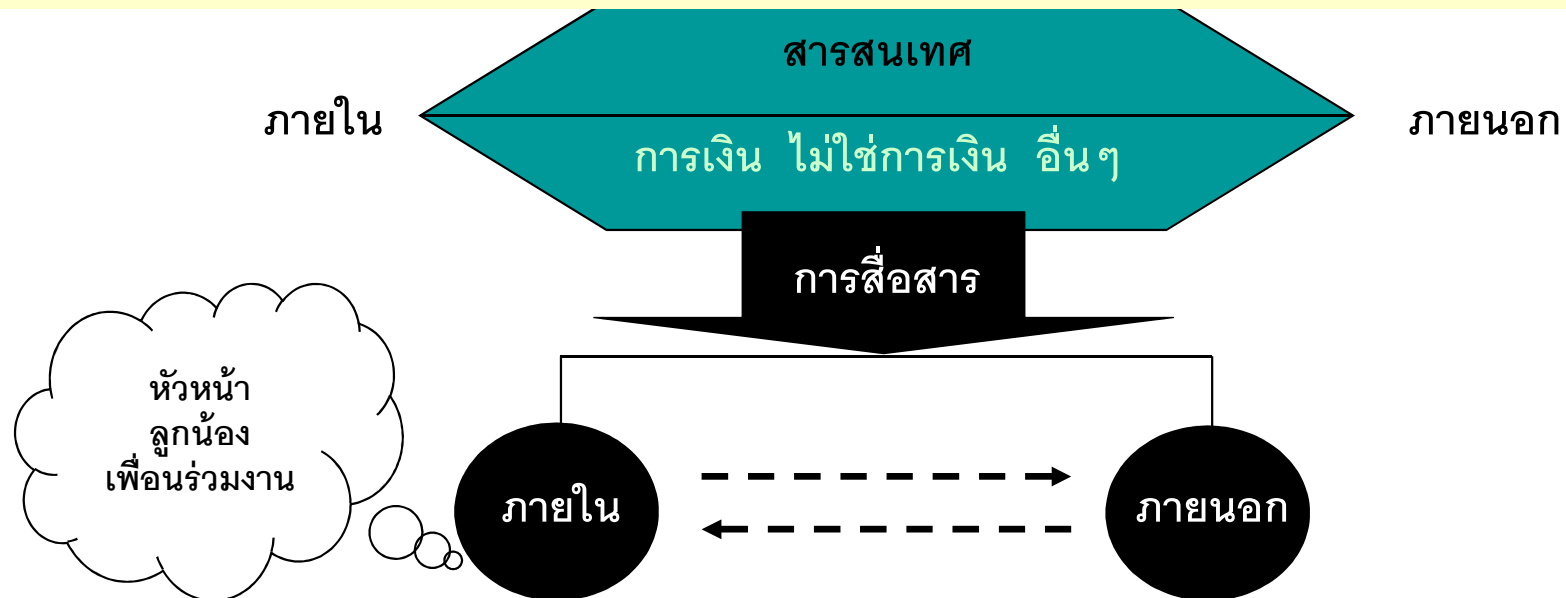 สารสนเทศ
ภายใน
ภายนอก
การเงิน ไม่ใช่การเงิน อื่นๆ
การสื่อสาร
หัวหน้า
ลูกน้อง
เพื่อนร่วมงาน
ภายใน
ภายนอก